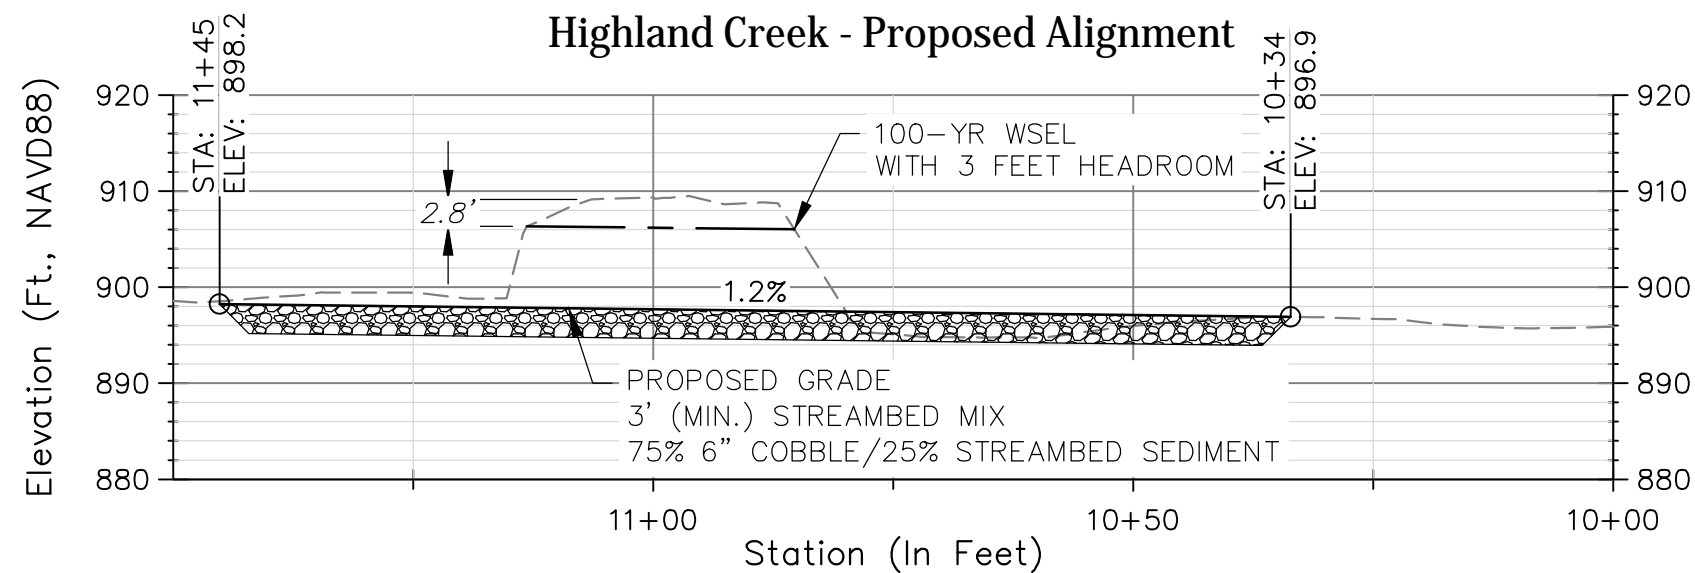 Highland Creek - Proposed Alignment
STA: 11+45
ELEV: 898.2
STA: 10+34
ELEV: 896.9
Elevation (Ft., NAVD88)
920
910
900
890
880
920
910
900
890
880
100-YR WSEL
WITH 3 FEET HEADROOM
2.8'
1.2%
PROPOSED GRADE
3' (MIN.) STREAMBED MIX
75% 6" COBBLE/25% STREAMBED SEDIMENT
11+00
10+50
10+00
Station (In Feet)